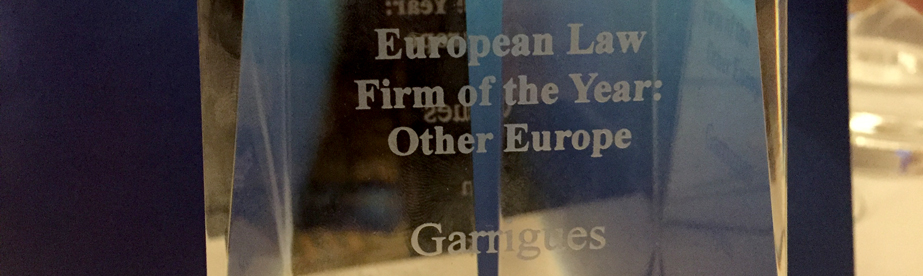 European Law
Firm of the Year:
Other Europe
Garrigues